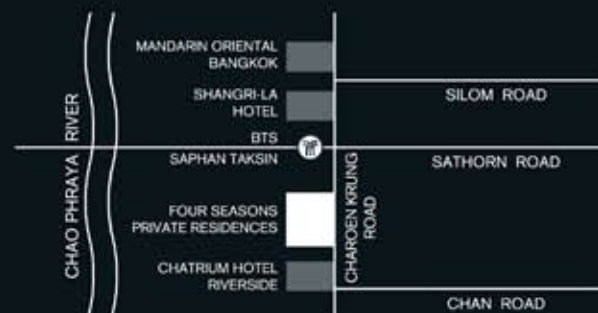 MANDARIN ORIENTAL
BANGKOK
SHANGRI-LA
HOTEL
SILOM ROAD
BTS
SAPHAN TAKSIN
SATHORN ROAD
CHAO PHRAYA RIVER
CHAROEN KRUNG
ROAD
FOUR SEASONS
PRIVATE RESIDENCES
CHATRIUM HOTEL
RIVERSIDE
CHAN ROAD